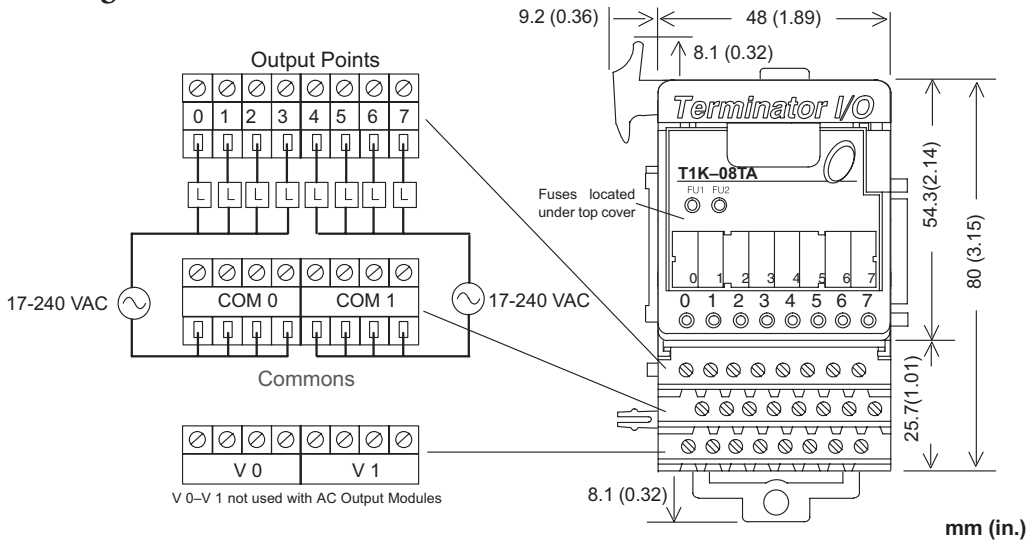 9.2 (0.36)
48 (1.89)
8.1 (0.32)
Output Points
0 1 2 3 4 5 6 7
L L L L L L L L
17-240 VAC
COM 0 COM 1
17-240 VAC
Commons
V 0 V 1
V 0–V 1 not used with AC Output Modules
Terminator I/O
T1K–08TA
FU1 FU2
Fuses located
under top cover
0 1 2 3 4 5 6 7
0 1 2 3 4 5 6 7
54.3(2.14)
80 (3.15)
25.7(1.01)
8.1 (0.32)
mm (in.)